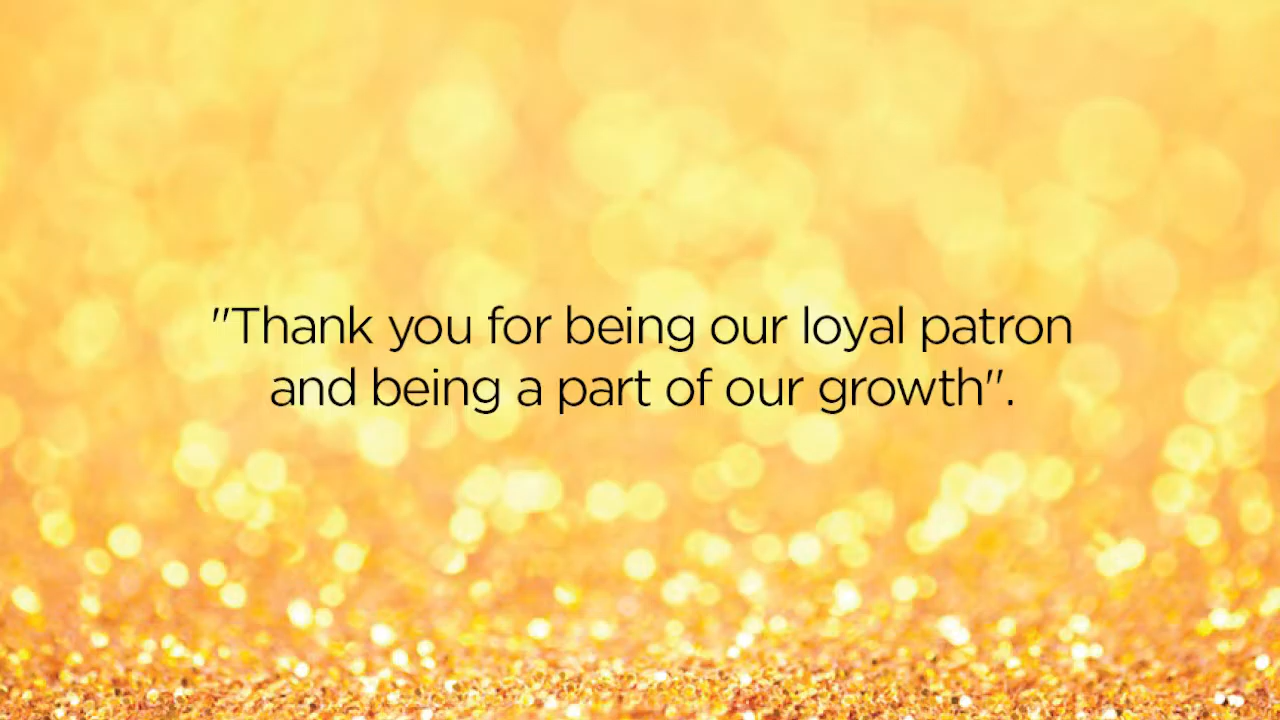 "Thank you for being our loyal patron
and being a part of our growth".